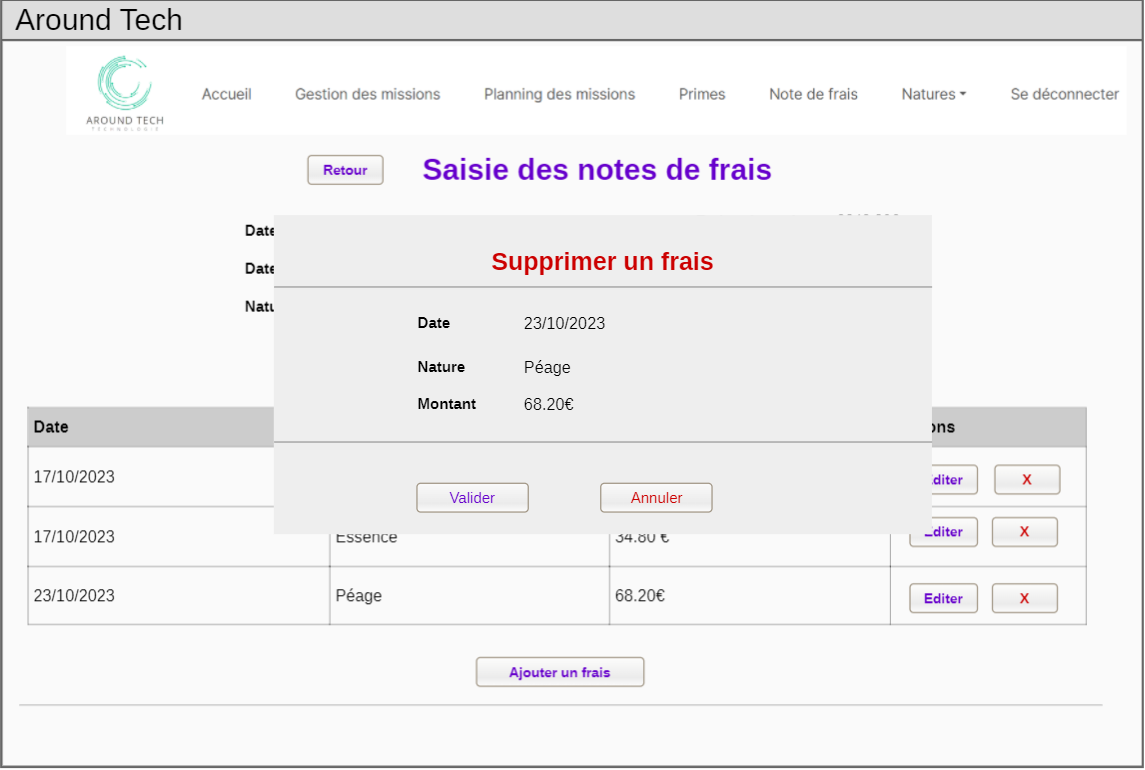 Around Tech
AROUND TECH
TECHNOLOGIE
Accueil Gestion des missions Planning des missions Primes Note de frais Natures Se déconnecter
Retour Saisie des notes de frais
Date
Date
Supprimer un frais
Date 23/10/2023
Nature Péage
Montant 68.20€
Valider Annuler
Date
17/10/2023 X
17/10/2023 Essence 34.80 € Editer X
23/10/2023 Péage 68.20€ Editer X
Ajouter un frais